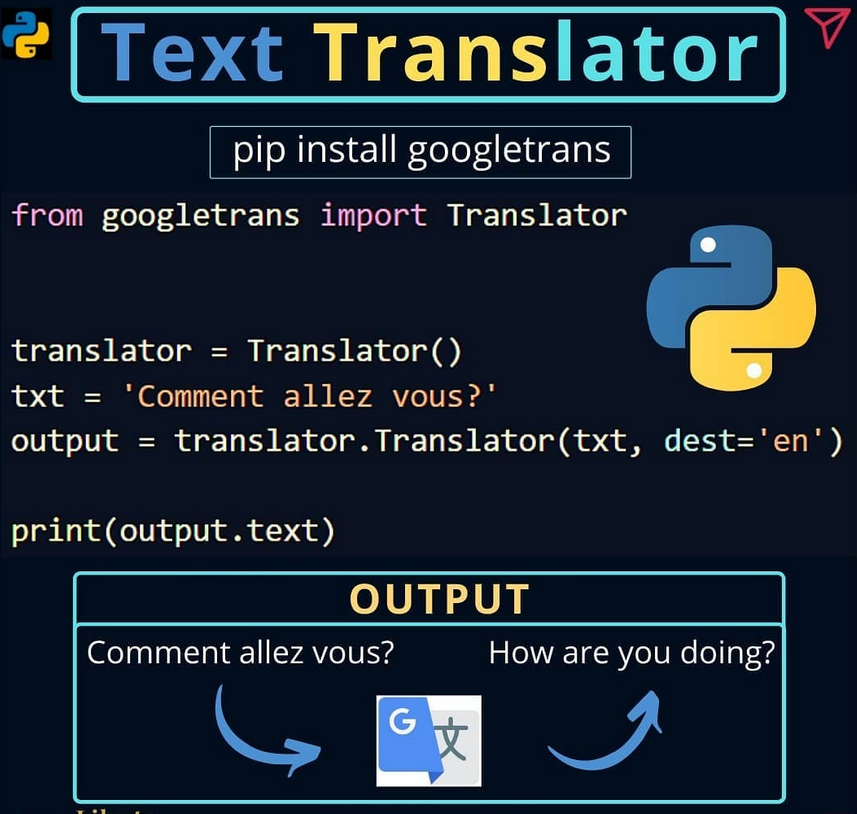 Text Translator
pip install googletrans
from googletrans import Translator
translator = Translator()
txt = 'Comment allez vous?'
output = translator.Translator(txt, dest='en')
print(output.text)
OUTPUT
Comment allez vous? How are you doing?
G 文